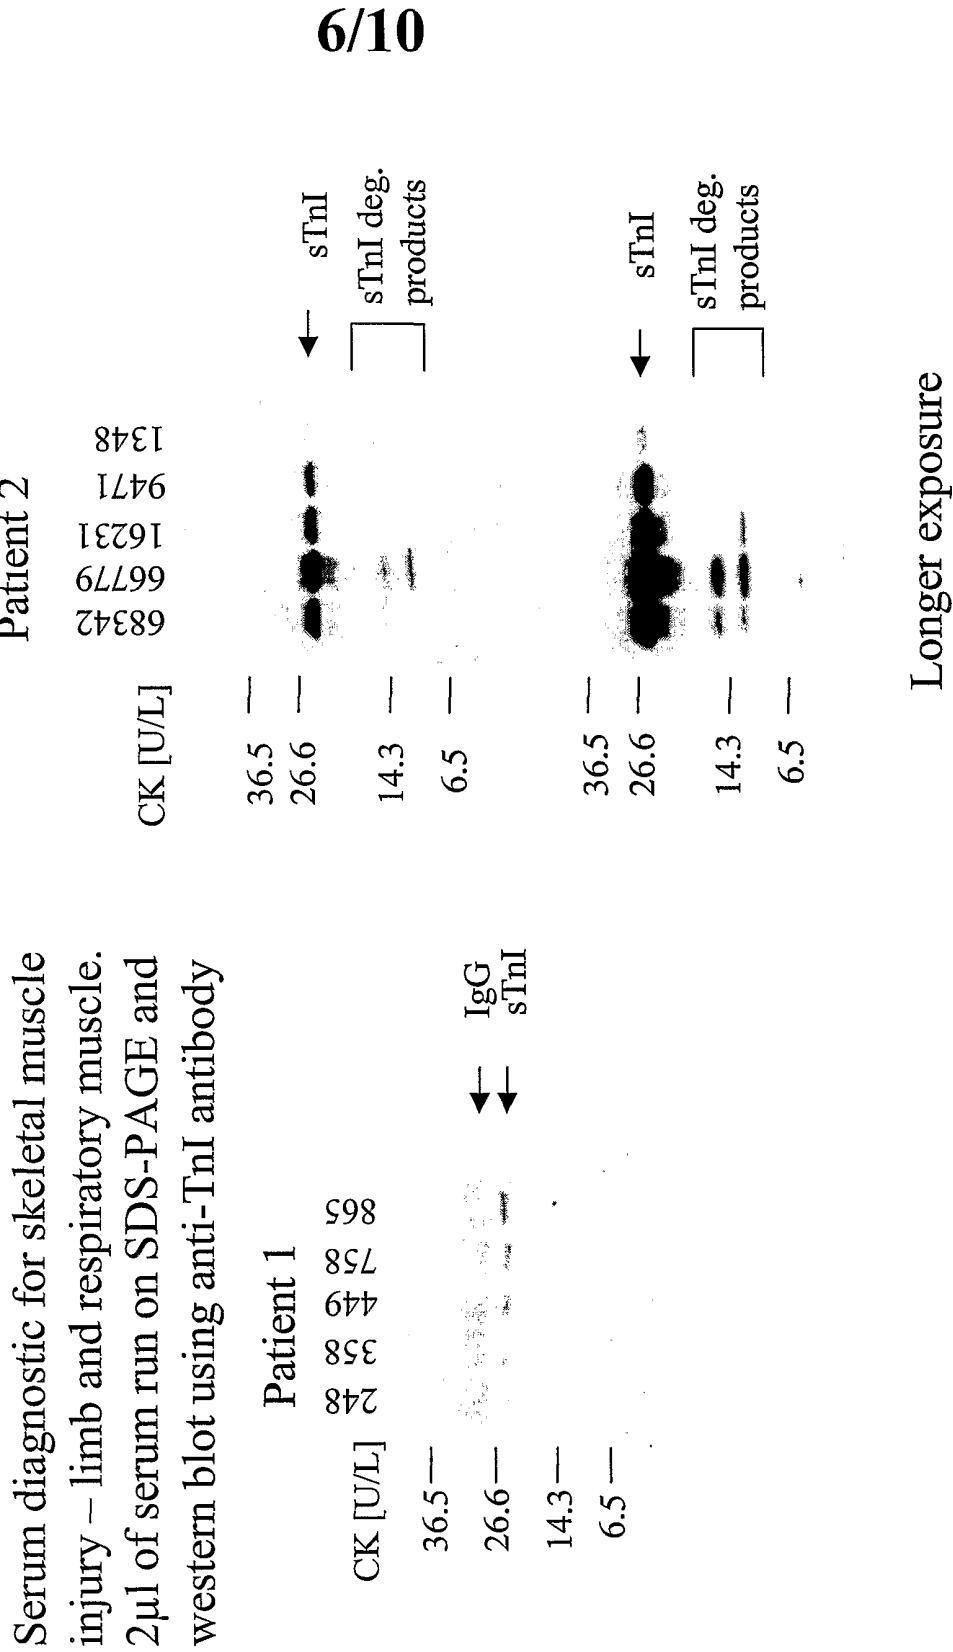 6/10
Serum diagnostic for skeletal muscle
injury – limb and respiratory muscle.
2µl of serum run on SDS-PAGE and
western blot using anti-TnI antibody
Patient 1
CK [U/L] 248 358 449 758 865
36.5
26.6
14.3
6.5
IgG
sTnI
Patient 2
CK [U/L] 68342 66779 16231 9471 1348
36.5
26.6
14.3
6.5
sTnI
sTnI deg.
products
36.5
26.6
14.3
6.5
sTnI
sTnI deg.
products
Longer exposure